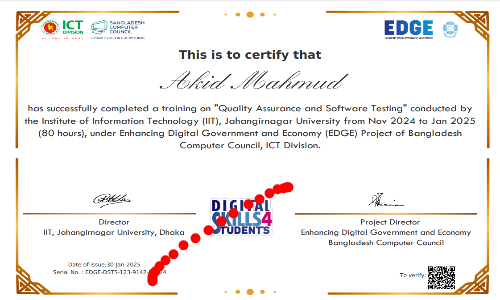 ICT
DIVISION
BANGLADESH
COMPUTER
COUNCIL
EDGE
This is to certify that
Akid Mahmud
has successfully completed a training on "Quality Assurance and Software Testing" conducted by
the Institute of Information Technology (IIT), Jahangirnagar University from Nov 2024 to Jan 2025
(80 hours), under Enhancing Digital Government and Economy (EDGE) Project of Bangladesh
Computer Council, ICT Division.
DIGITAL
SKILLS4
STUDENTS
Director
IIT, Jahangirnagar University, Dhaka
Project Director
Enhancing Digital Government and Economy
Bangladesh Computer Council
Date of issue:30-Jan-2025
Serial No. : EDGE-DSTS-123-9142-
To verify: